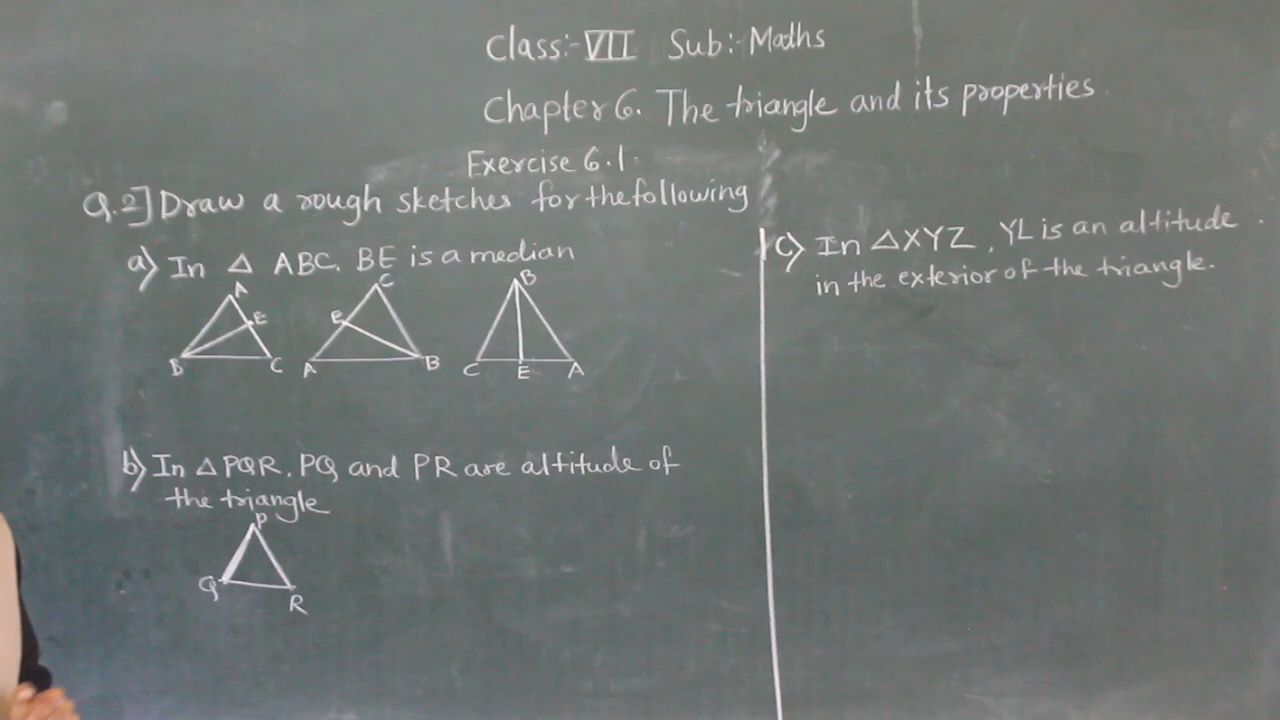 Class:- VII Sub:- Maths
Chapter 6. The triangle and its properties.
Exercise 6.1.
Q.2] Draw a rough sketches for the following
a) In △ ABC, BE is a median
A
E
B
C
C
E
A
B
B
C
E
A
b) In △PQR, PQ and PR are altitude of
the triangle
P
Q
R
c) In △XYZ, YL is an altitude
in the exterior of the triangle.